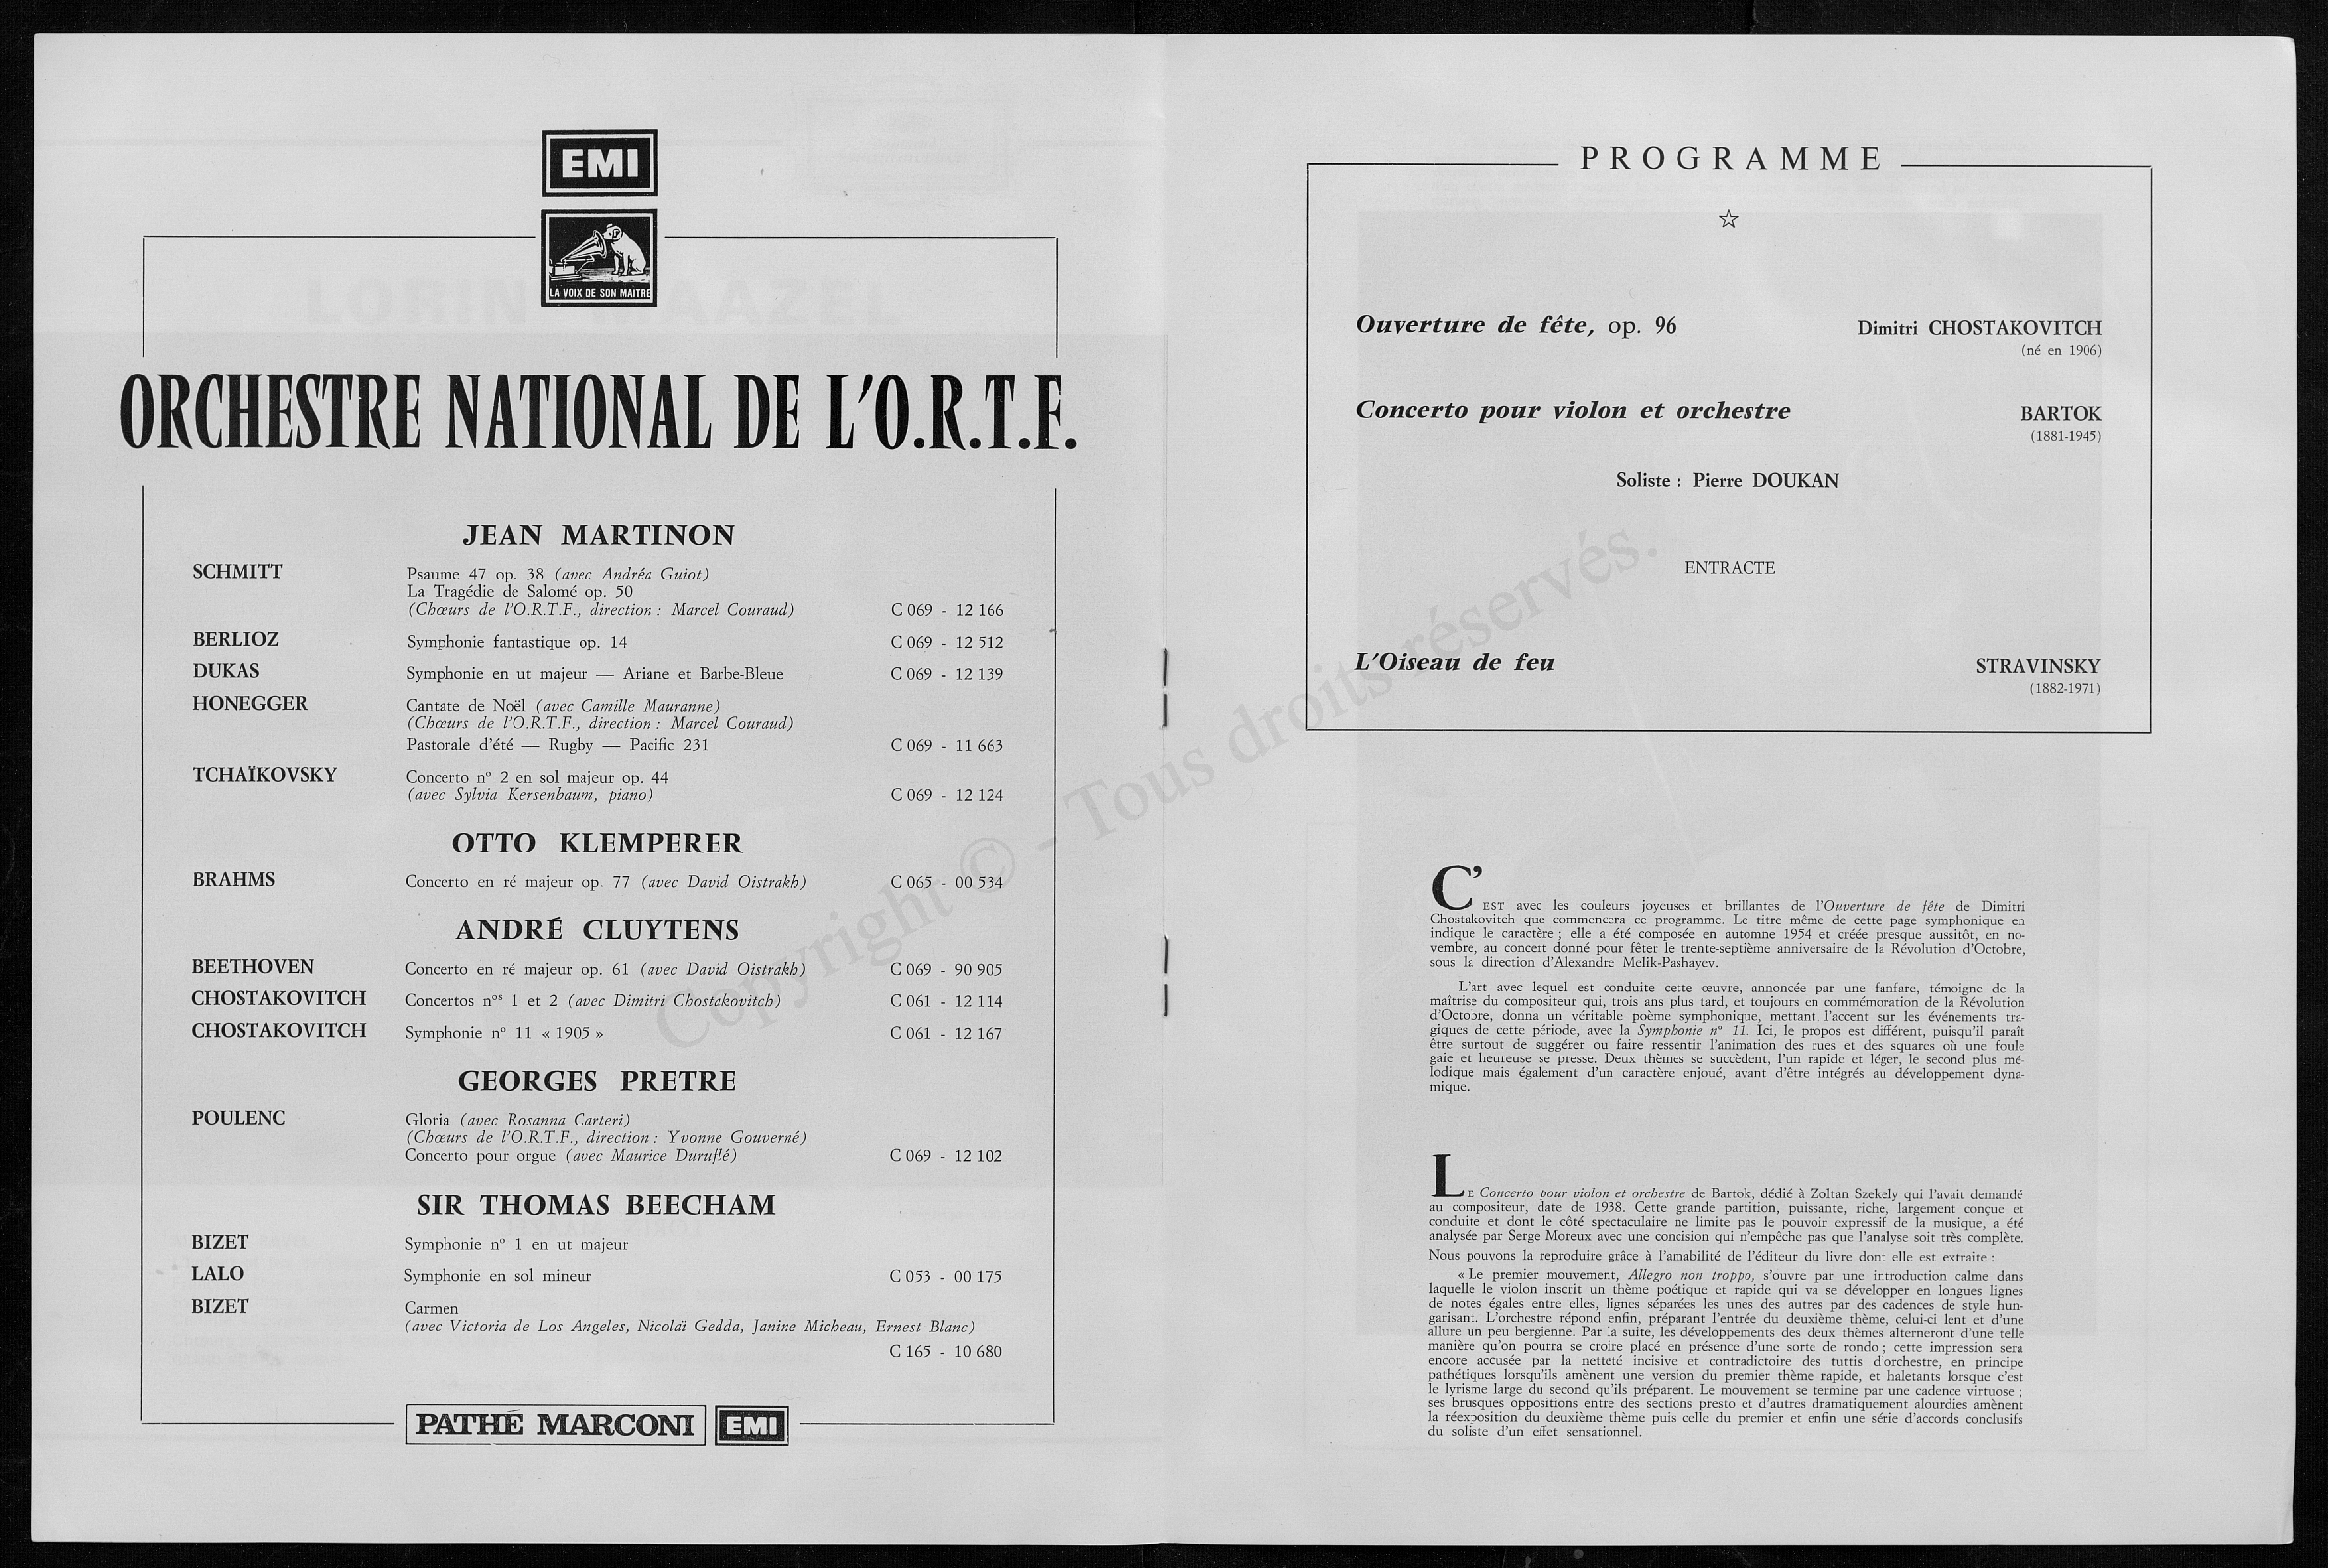 EMI
LA VOIX DE SON MAITRE
ORCHESTRE NATIONAL DE L'O.R.T.F.
JEAN MARTINON
SCHMITT Psaume 47 op. 38 (avec Andréa Guiot)
La Tragédie de Salomé op. 50
(Chœurs de l'O.R.T.F., direction : Marcel Couraud) C 069 - 12 166
BERLIOZ Symphonie fantastique op. 14 C 069 - 12 512
DUKAS Symphonie en ut majeur — Ariane et Barbe-Bleue C 069 - 12 139
HONEGGER Cantate de Noël (avec Camille Mauranne)
(Chœurs de l'O.R.T.F., direction : Marcel Couraud)
Pastorale d'été — Rugby — Pacific 231 C 069 - 11 663
TCHAÏKOVSKY Concerto n° 2 en sol majeur op. 44
(avec Sylvia Kersenbaum, piano) C 069 - 12 124
OTTO KLEMPERER
BRAHMS Concerto en ré majeur op. 77 (avec David Oistrakh) C 065 - 00 534
ANDRÉ CLUYTENS
BEETHOVEN Concerto en ré majeur op. 61 (avec David Oistrakh) C 069 - 90 905
CHOSTAKOVITCH Concertos nos 1 et 2 (avec Dimitri Chostakovitch) C 061 - 12 114
CHOSTAKOVITCH Symphonie n° 11 « 1905 » C 061 - 12 167
GEORGES PRETRE
POULENC Gloria (avec Rosanna Carteri)
(Chœurs de l'O.R.T.F., direction : Yvonne Gouverné)
Concerto pour orgue (avec Maurice Duruflé) C 069 - 12 102
SIR THOMAS BEECHAM
BIZET Symphonie n° 1 en ut majeur
LALO Symphonie en sol mineur C 053 - 00 175
BIZET Carmen
(avec Victoria de Los Angeles, Nicolaï Gedda, Janine Micheau, Ernest Blanc)
C 165 - 10 680
PATHÉ MARCONI EMI
PROGRAMME
Ouverture de fête, op. 96 Dimitri CHOSTAKOVITCH
(né en 1906)
Concerto pour violon et orchestre BARTOK
(1881-1945)
Soliste : Pierre DOUKAN
ENTRACTE
L'Oiseau de feu STRAVINSKY
(1882-1971)
C'EST avec les couleurs joyeuses et brillantes de l'Ouverture de fête de Dimitri
Chostakovitch que commencera ce programme. Le titre même de cette page symphonique en
indique le caractère ; elle a été composée en automne 1954 et créée presque aussitôt, en no-
vembre, au concert donné pour fêter le trente-septième anniversaire de la Révolution d'Octobre,
sous la direction d'Alexandre Melik-Pashayev.
L'art avec lequel est conduite cette œuvre, annoncée par une fanfare, témoigne de la
maîtrise du compositeur qui, trois ans plus tard, et toujours en commémoration de la Révolution
d'Octobre, donna un véritable poème symphonique, mettant l'accent sur les événements tra-
giques de cette période, avec la Symphonie n° 11. Ici, le propos est différent, puisqu'il paraît
être surtout de suggérer ou faire ressentir l'animation des rues et des squares où une foule
gaie et heureuse se presse. Deux thèmes se succèdent, l'un rapide et léger, le second plus mé-
lodique mais également d'un caractère enjoué, avant d'être intégrés au développement dyna-
mique.
LE Concerto pour violon et orchestre de Bartok, dédié à Zoltan Szekely qui l'avait demandé
au compositeur, date de 1938. Cette grande partition, puissante, riche, largement conçue et
conduite et dont le côté spectaculaire ne limite pas le pouvoir expressif de la musique, a été
analysée par Serge Moreux avec une concision qui n'empêche pas que l'analyse soit très complète.
Nous pouvons la reproduire grâce à l'amabilité de l'éditeur du livre dont elle est extraite :
« Le premier mouvement, Allegro non troppo, s'ouvre par une introduction calme dans
laquelle le violon inscrit un thème poétique et rapide qui va se développer en longues lignes
de notes égales entre elles, lignes séparées les unes des autres par des cadences de style hun-
garisant. L'orchestre répond enfin, préparant l'entrée du deuxième thème, celui-ci lent et d'une
allure un peu bergienne. Par la suite, les développements des deux thèmes alterneront d'une telle
manière qu'on pourra se croire placé en présence d'une sorte de rondo ; cette impression sera
encore accusée par la netteté incisive et contradictoire des tuttis d'orchestre, en principe
pathétiques lorsqu'ils amènent une version du premier thème rapide, et haletants lorsque c'est
le lyrisme large du second qu'ils préparent. Le mouvement se termine par une cadence virtuose ;
ses brusques oppositions entre des sections presto et d'autres dramatiquement alourdies amènent
la réexposition du deuxième thème puis celle du premier et enfin une série d'accords conclusifs
du soliste d'un effet sensationnel.
Copyright © - Tous droits réservés.